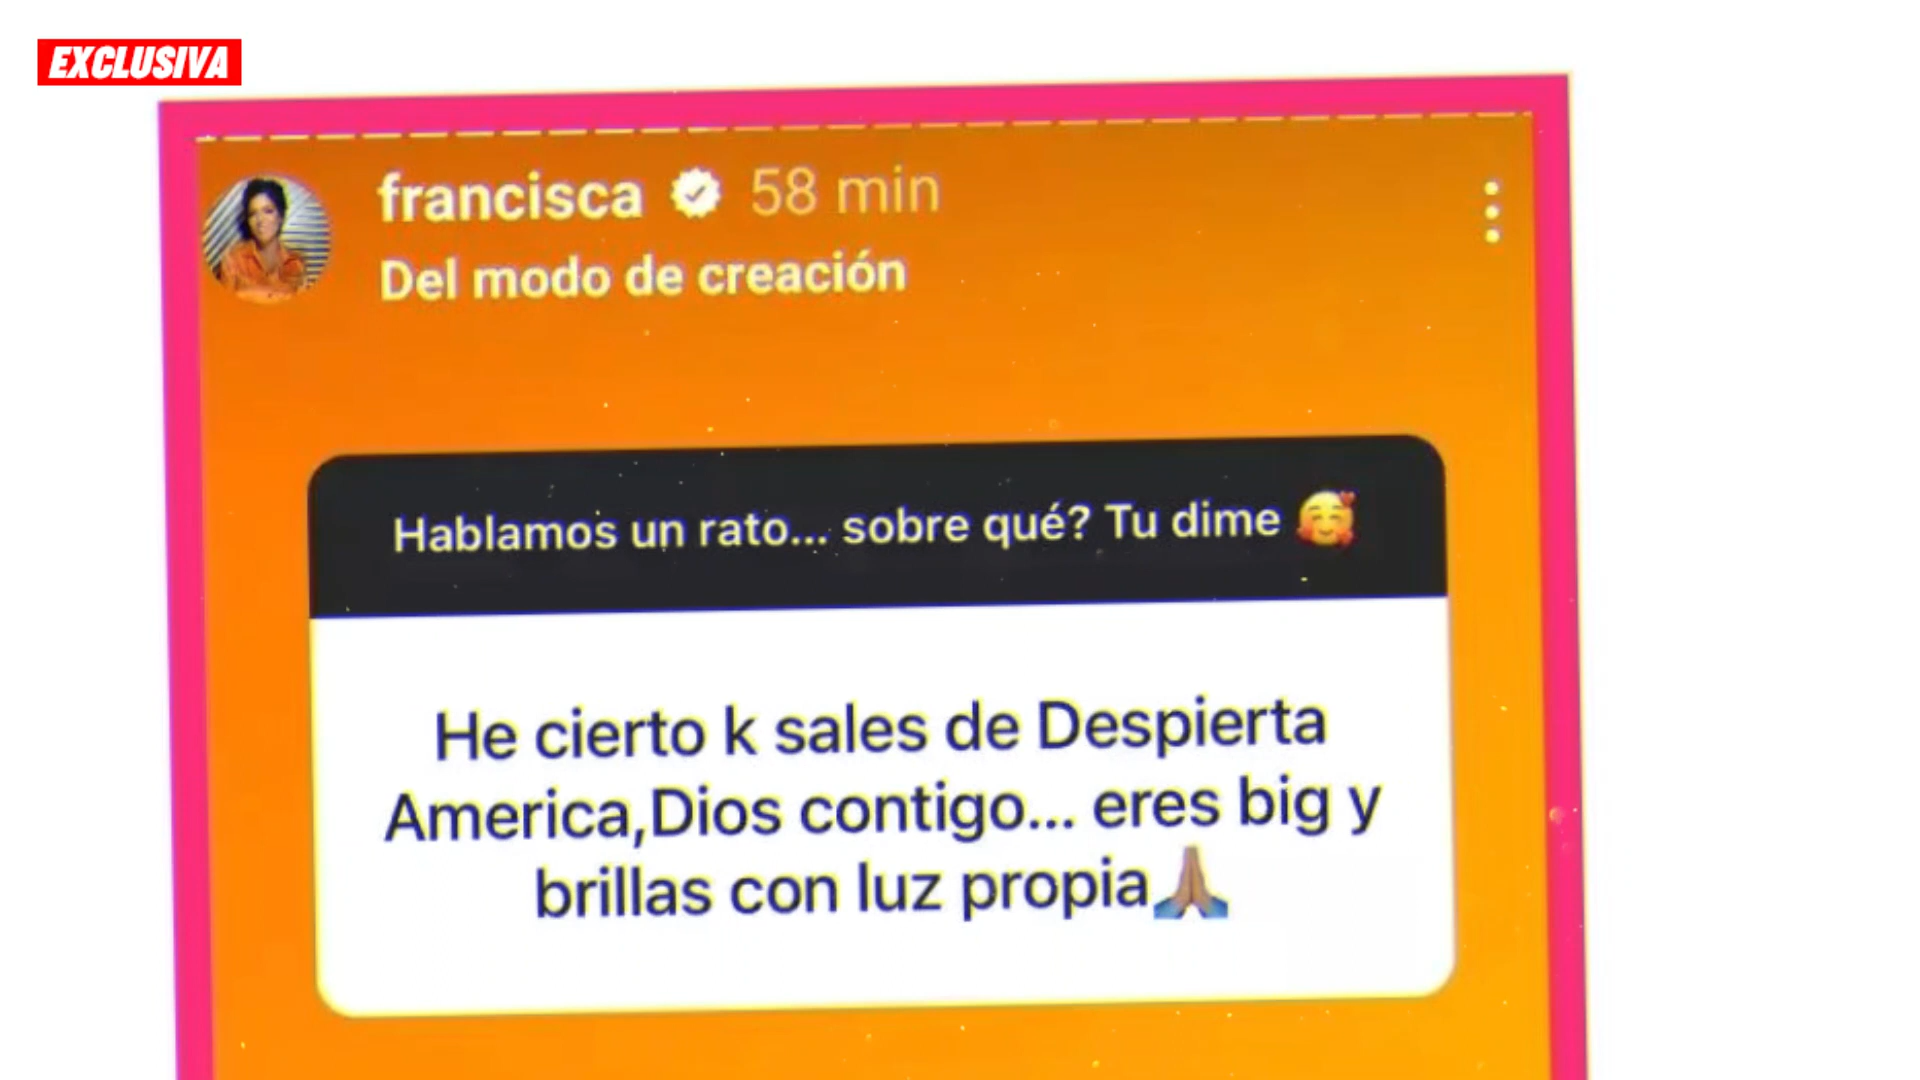 EXCLUSIVA
francisca 58 min
Del modo de creación
Hablamos un rato... sobre qué? Tu dime 🥰
He cierto k sales de Despierta
America,Dios contigo... eres big y
brillas con luz propia🙏🏽